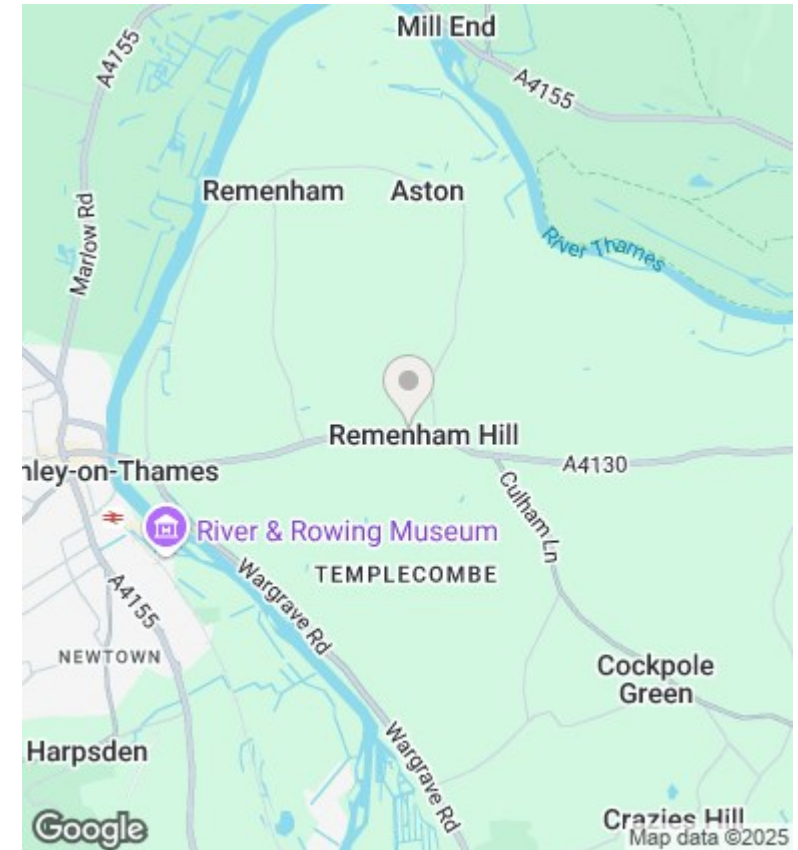 Mill End
A4155
A4155
Remenham
Aston
Marlow Rd
River Thames
Remenham Hill
A4130
nley-on-Thames
Culham Ln
River & Rowing Museum
Wargrave Rd
TEMPLECOMBE
A4155
NEWTOWN
Cockpole
Green
Harpsden
Wargrave Rd
Crazies Hill
Google
Map data ©2025